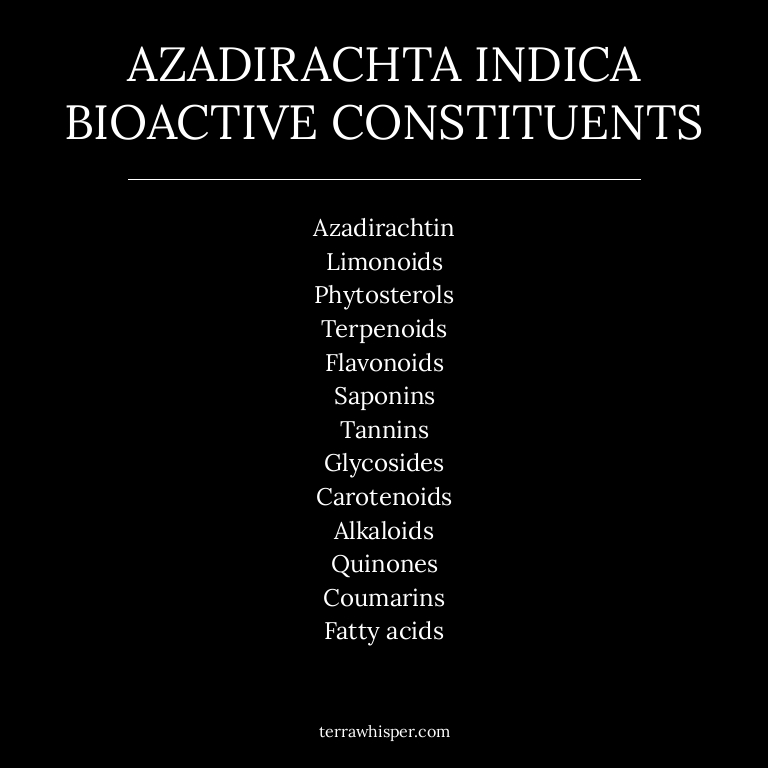 AZADIRACHTA INDICA
BIOACTIVE CONSTITUENTS
Azadirachtin
Limonoids
Phytosterols
Terpenoids
Flavonoids
Saponins
Tannins
Glycosides
Carotenoids
Alkaloids
Quinones
Coumarins
Fatty acids
terrawhisper.com